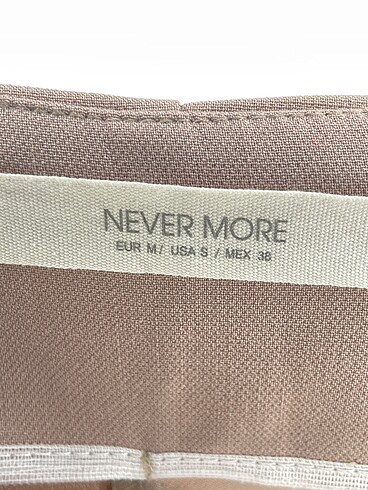 NEVER MORE
EUR M / USA S / MEX 38